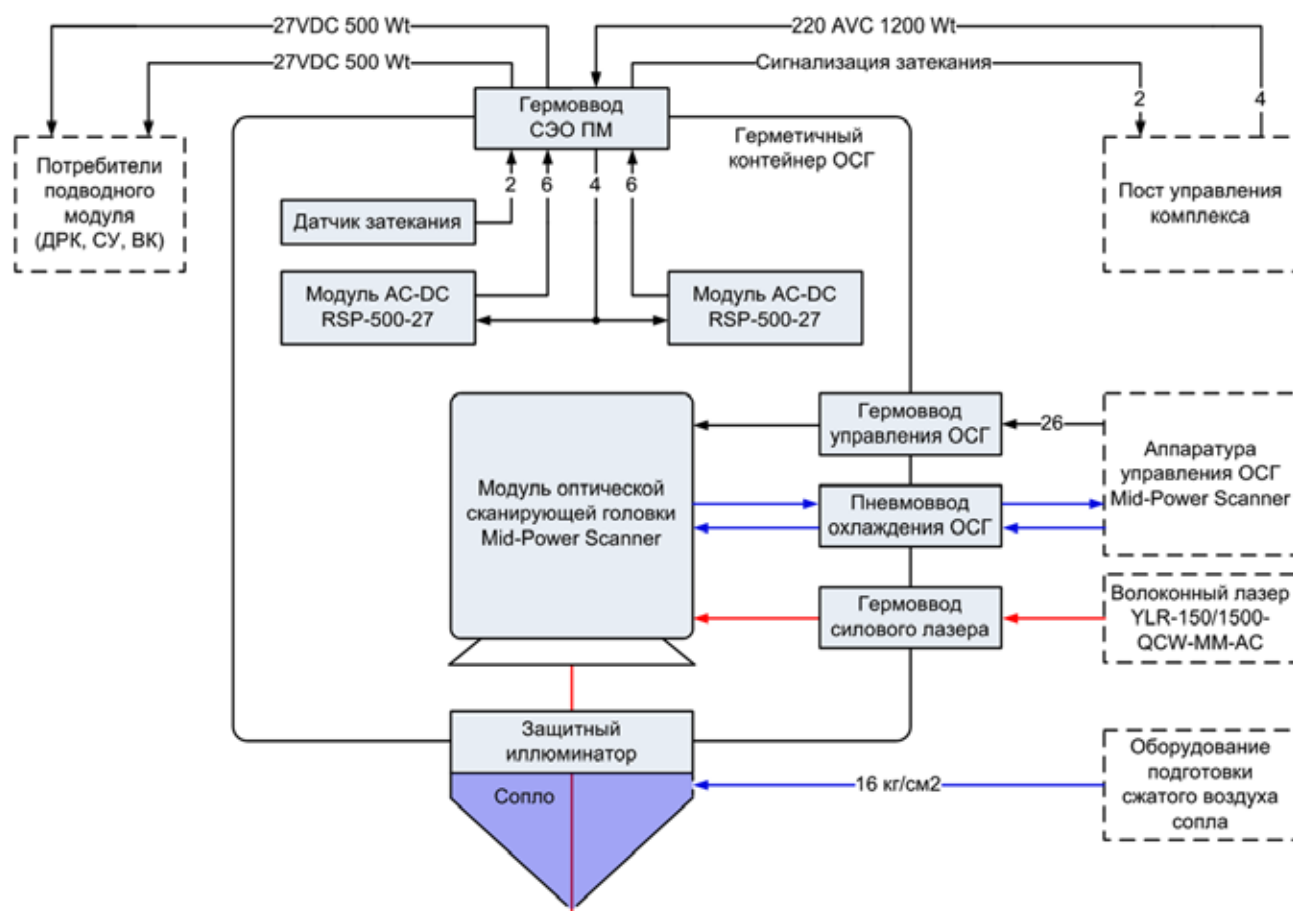 27VDC 500 Wt
220 AVC 1200 Wt
27VDC 500 Wt
Сигнализация затекания
Гермоввод
СЭО ПМ
2
4
Герметичный
контейнер ОСГ
Потребители
подводного
модуля
(ДРК, СУ, ВК)
Пост управления
комплекса
2
6
4
6
Датчик затекания
Модуль AC-DC
RSP-500-27
Модуль AC-DC
RSP-500-27
Гермоввод
управления ОСГ
26
Модуль оптической
сканирующей головки
Mid-Power Scanner
Пневмоввод
охлаждения ОСГ
Аппаратура
управления ОСГ
Mid-Power Scanner
Гермоввод
силового лазера
Волоконный лазер
YLR-150/1500-
QCW-MM-AC
Защитный
иллюминатор
Сопло
16 кг/см2
Оборудование
подготовки
сжатого воздуха
сопла